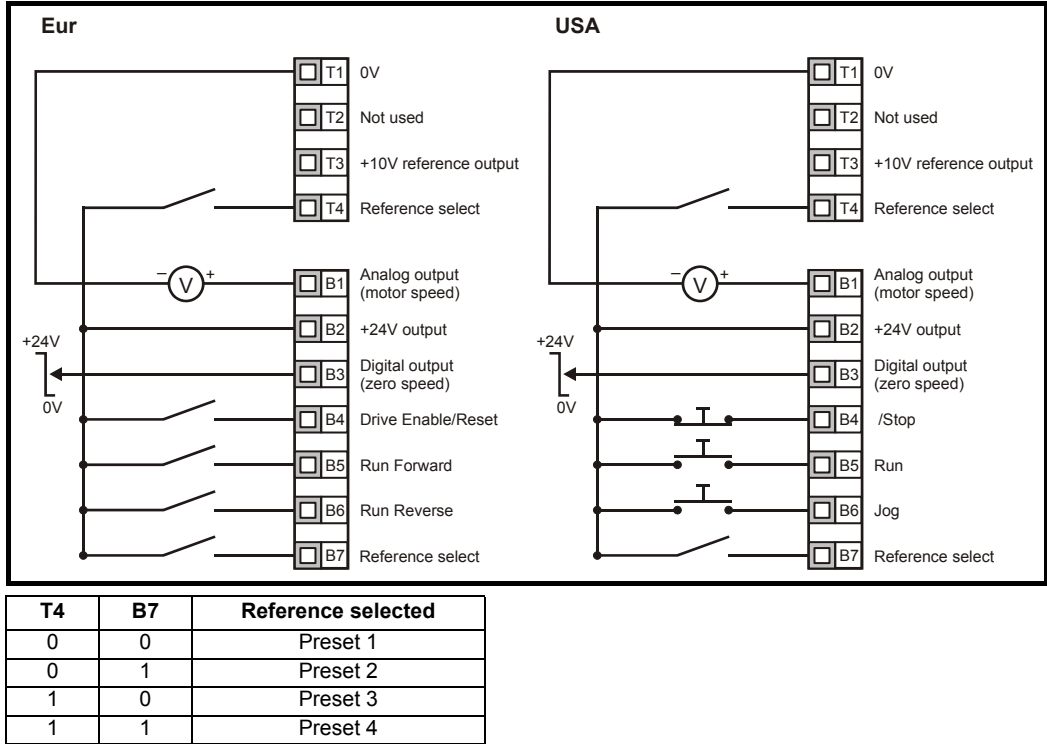 Eur
T1 0V
T2 Not used
T3 +10V reference output
T4 Reference select
B1 Analog output
(motor speed)
– V +
B2 +24V output
+24V
B3 Digital output
(zero speed)
0V
B4 Drive Enable/Reset
B5 Run Forward
B6 Run Reverse
B7 Reference select
USA
T1 0V
T2 Not used
T3 +10V reference output
T4 Reference select
B1 Analog output
(motor speed)
– V +
B2 +24V output
+24V
B3 Digital output
(zero speed)
0V
B4 /Stop
B5 Run
B6 Jog
B7 Reference select
T4 B7 Reference selected
0 0 Preset 1
0 1 Preset 2
1 0 Preset 3
1 1 Preset 4